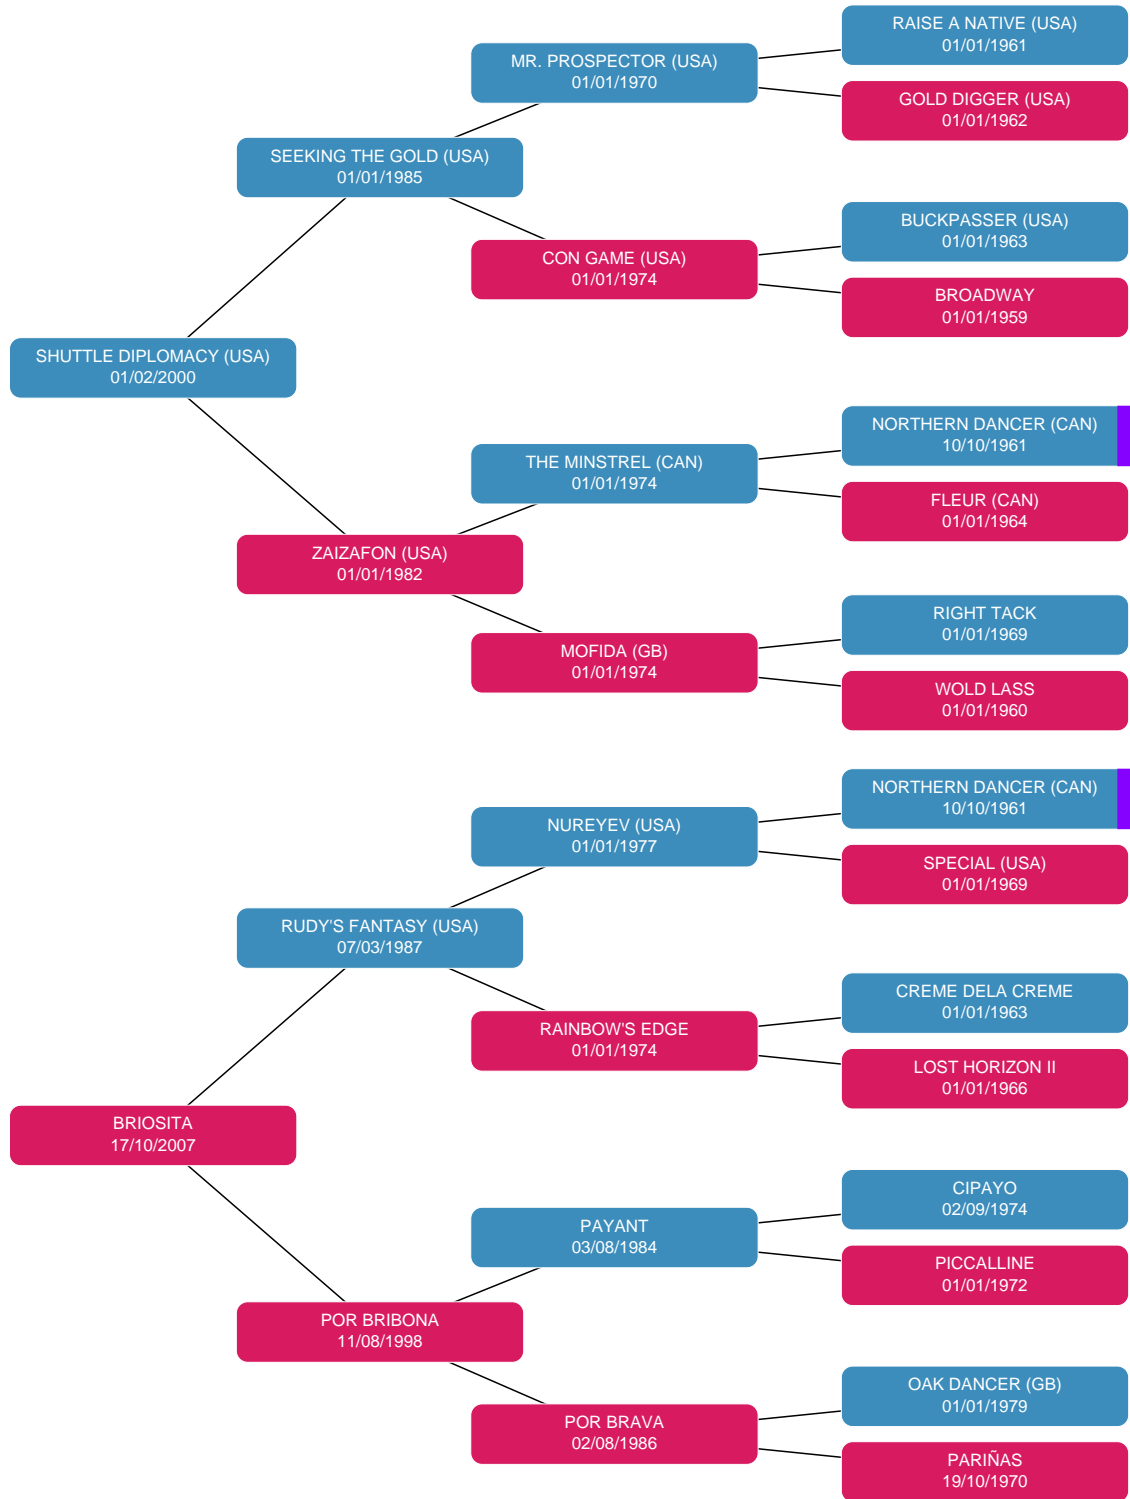 RAISE A NATIVE (USA)
01/01/1961
MR. PROSPECTOR (USA)
01/01/1970
GOLD DIGGER (USA)
01/01/1962
SEEKING THE GOLD (USA)
01/01/1985
BUCKPASSER (USA)
01/01/1963
CON GAME (USA)
01/01/1974
BROADWAY
01/01/1959
SHUTTLE DIPLOMACY (USA)
01/02/2000
NORTHERN DANCER (CAN)
10/10/1961
THE MINSTREL (CAN)
01/01/1974
FLEUR (CAN)
01/01/1964
ZAIZAFON (USA)
01/01/1982
RIGHT TACK
01/01/1969
MOFIDA (GB)
01/01/1974
WOLD LASS
01/01/1960
NORTHERN DANCER (CAN)
10/10/1961
NUREYEV (USA)
01/01/1977
SPECIAL (USA)
01/01/1969
RUDY'S FANTASY (USA)
07/03/1987
CREME DELA CREME
01/01/1963
RAINBOW'S EDGE
01/01/1974
LOST HORIZON II
01/01/1966
BRIOSITA
17/10/2007
CIPAYO
02/09/1974
PAYANT
03/08/1984
PICCALLINE
01/01/1972
POR BRIBONA
11/08/1998
OAK DANCER (GB)
01/01/1979
POR BRAVA
02/08/1986
PARIÑAS
19/10/1970